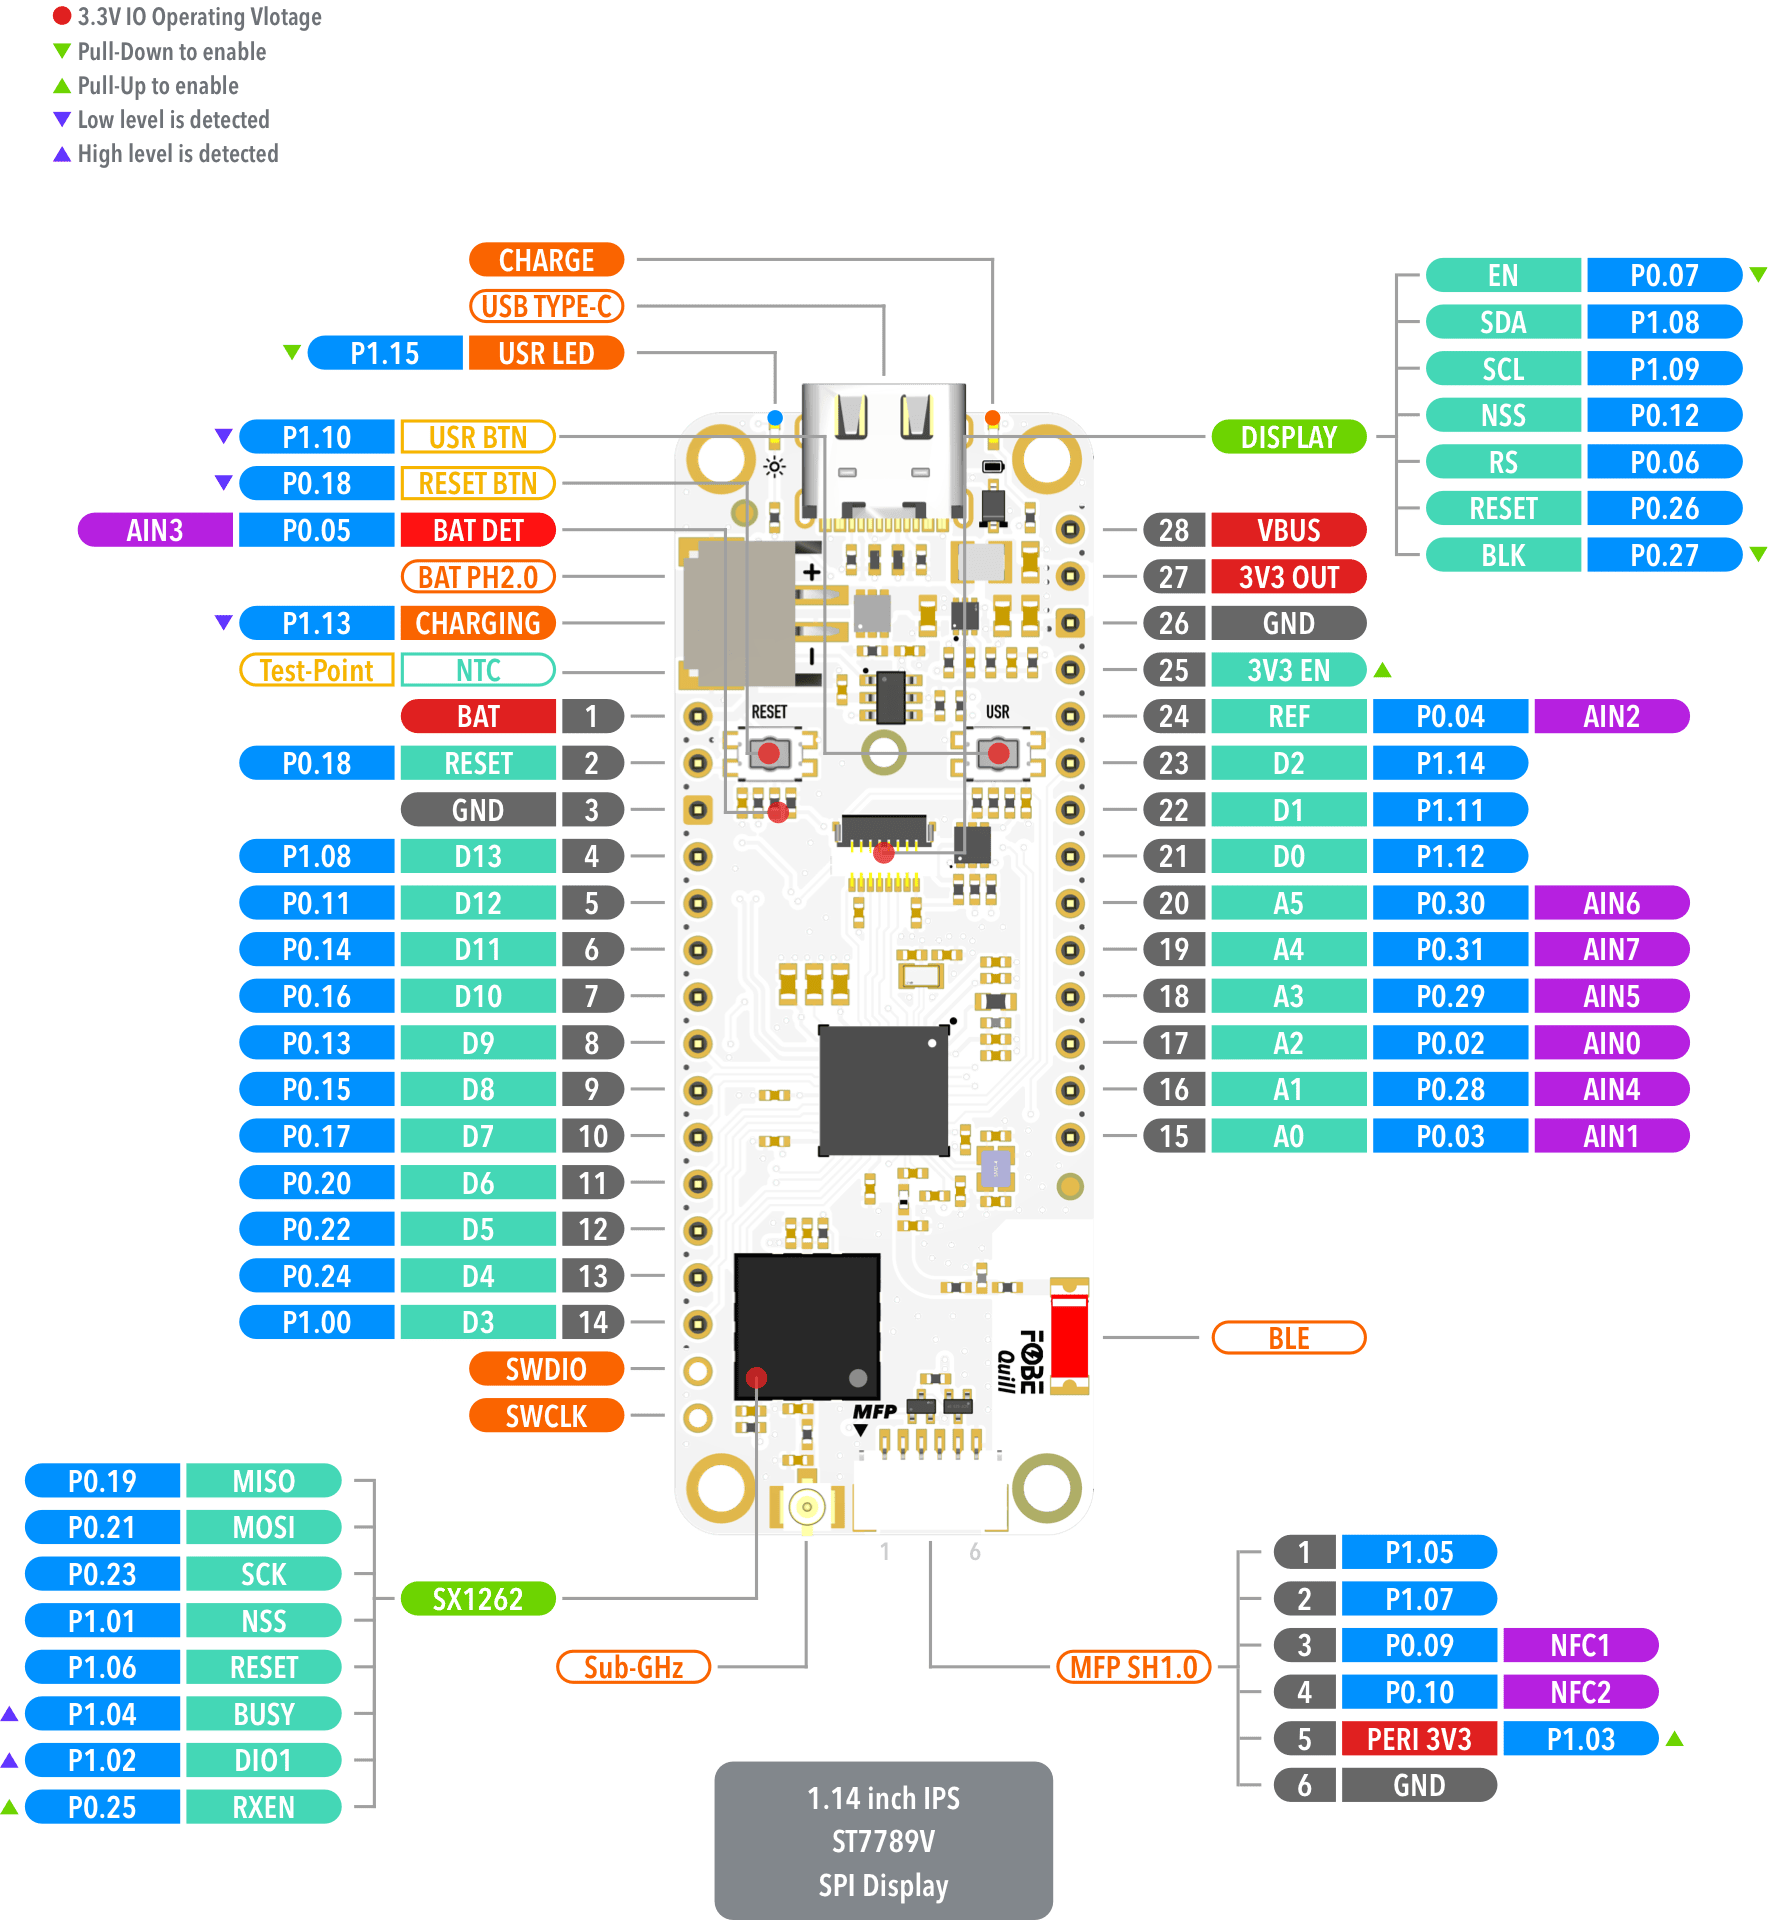 3.3V IO Operating Vlotage
Pull-Down to enable
Pull-Up to enable
Low level is detected
High level is detected
CHARGE
USB TYPE-C
P1.15 USR LED
P1.10 USR BTN
P0.18 RESET BTN
AIN3 P0.05 BAT DET
BAT PH2.0
P1.13 CHARGING
Test-Point NTC
BAT 1
P0.18 RESET 2
GND 3
P1.08 D13 4
P0.11 D12 5
P0.14 D11 6
P0.16 D10 7
P0.13 D9 8
P0.15 D8 9
P0.17 D7 10
P0.20 D6 11
P0.22 D5 12
P0.24 D4 13
P1.00 D3 14
SWDIO
SWCLK
P0.19 MISO
P0.21 MOSI
P0.23 SCK
P1.01 NSS
P1.06 RESET
P1.04 BUSY
P1.02 DIO1
P0.25 RXEN
SX1262
Sub-GHz
+
-
RESET
USR
FOBE
Quill
MFP
1 6
DISPLAY
EN P0.07
SDA P1.08
SCL P1.09
NSS P0.12
RS P0.06
RESET P0.26
BLK P0.27
28 VBUS
27 3V3 OUT
26 GND
25 3V3 EN
24 REF P0.04 AIN2
23 D2 P1.14
22 D1 P1.11
21 D0 P1.12
20 A5 P0.30 AIN6
19 A4 P0.31 AIN7
18 A3 P0.29 AIN5
17 A2 P0.02 AIN0
16 A1 P0.28 AIN4
15 A0 P0.03 AIN1
BLE
MFP SH1.0
1 P1.05
2 P1.07
3 P0.09 NFC1
4 P0.10 NFC2
5 PERI 3V3 P1.03
6 GND
1.14 inch IPS
ST7789V
SPI Display